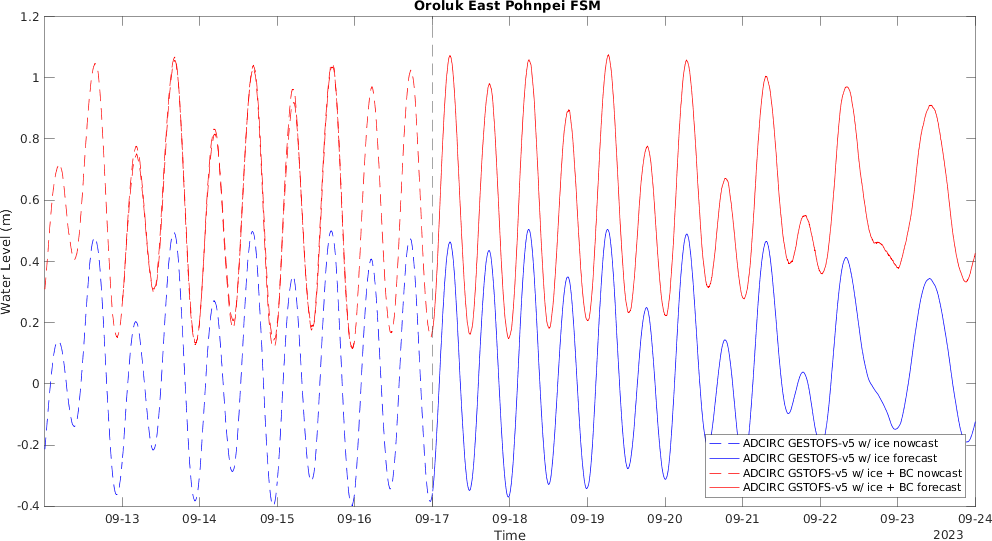 Oroluk East Pohnpei FSM
1.2
1
0.8
0.6
0.4
0.2
0
-0.2
-0.4
Water Level (m)
ADCIRC GESTOFS-v5 w/ ice nowcast
ADCIRC GESTOFS-v5 w/ ice forecast
ADCIRC GSTOFS-v5 w/ ice + BC nowcast
ADCIRC GSTOFS-v5 w/ ice + BC forecast
09-13 09-14 09-15 09-16 09-17 09-18 09-19 09-20 09-21 09-22 09-23 09-24
Time
2023